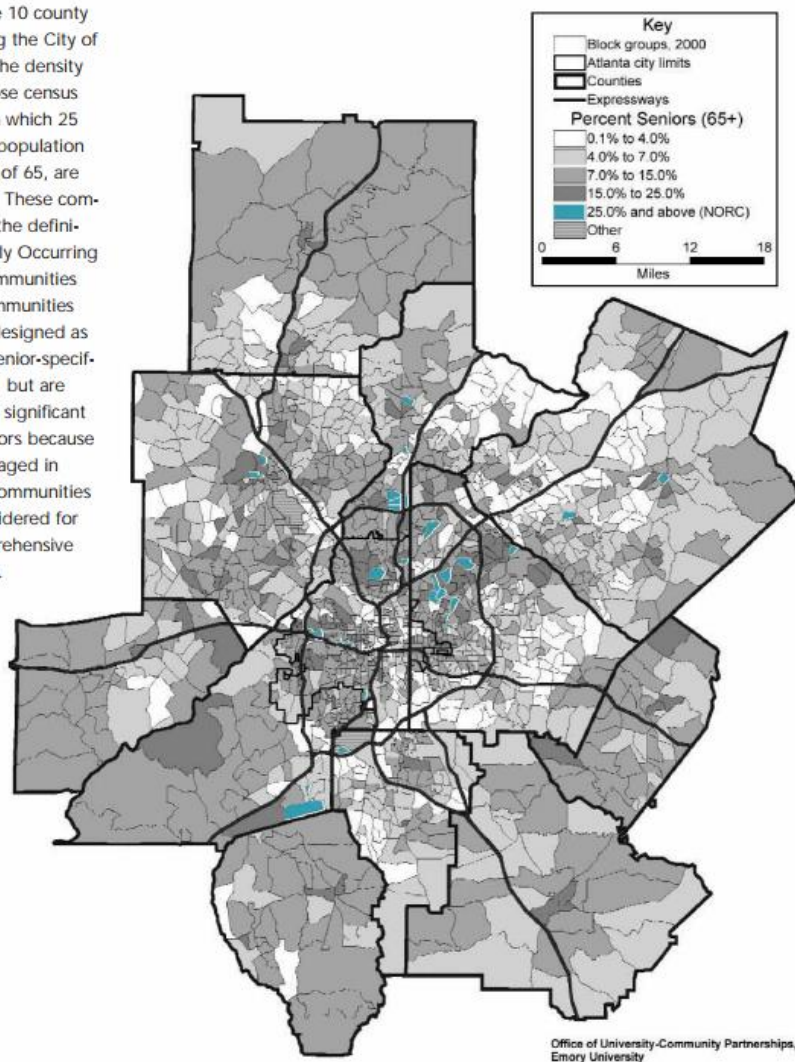 e 10 county
g the City of
he density
ose census
which 25
population
of 65, are
These com-
the defini-
ly Occurring
mmunities
mmunities
designed as
enior-specif-
but are
significant
ors because
aged in
ommunities
idered for
rehensive
Key
Block groups, 2000
Atlanta city limits
Counties
Expressways
Percent Seniors (65+)
0.1% to 4.0%
4.0% to 7.0%
7.0% to 15.0%
15.0% to 25.0%
25.0% and above (NORC)
Other
0 6 12 18
Miles
Office of University-Community Partnerships,
Emory University